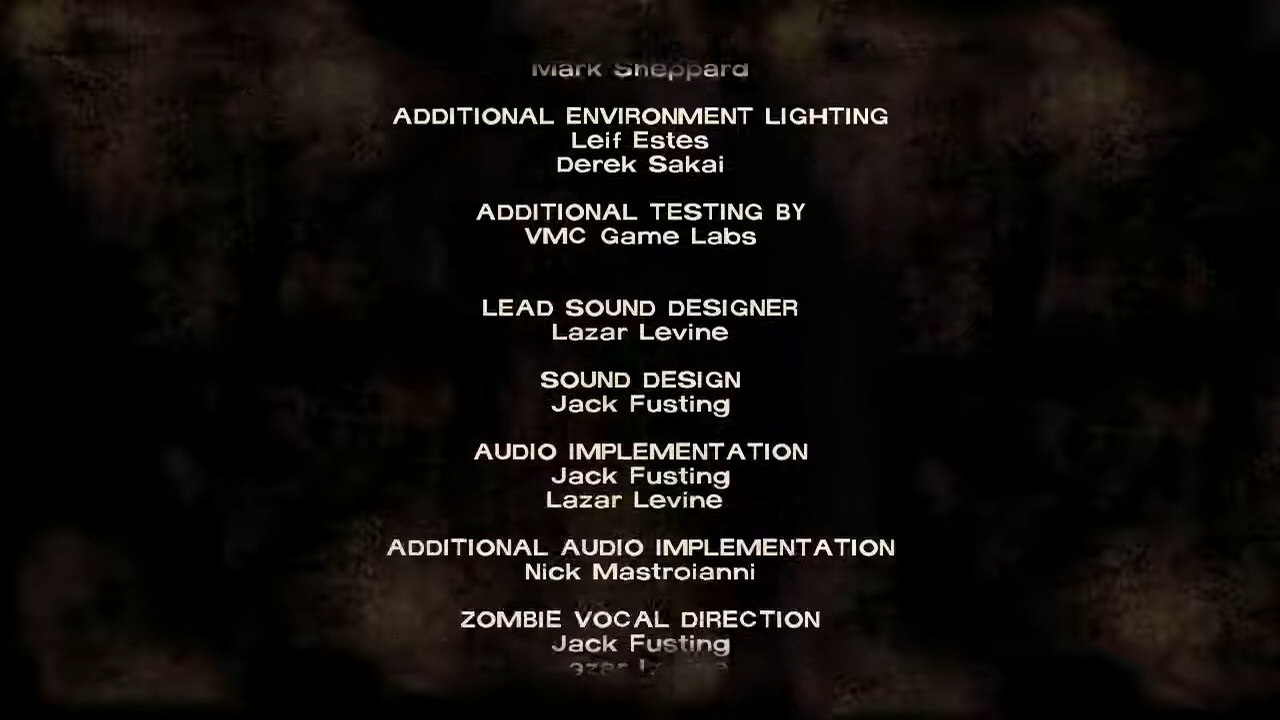 Mark Sheppard
ADDITIONAL ENVIRONMENT LIGHTING
Leif Estes
Derek Sakai
ADDITIONAL TESTING BY
VMC Game Labs
LEAD SOUND DESIGNER
Lazar Levine
SOUND DESIGN
Jack Fusting
AUDIO IMPLEMENTATION
Jack Fusting
Lazar Levine
ADDITIONAL AUDIO IMPLEMENTATION
Nick Mastroianni
ZOMBIE VOCAL DIRECTION
Jack Fusting